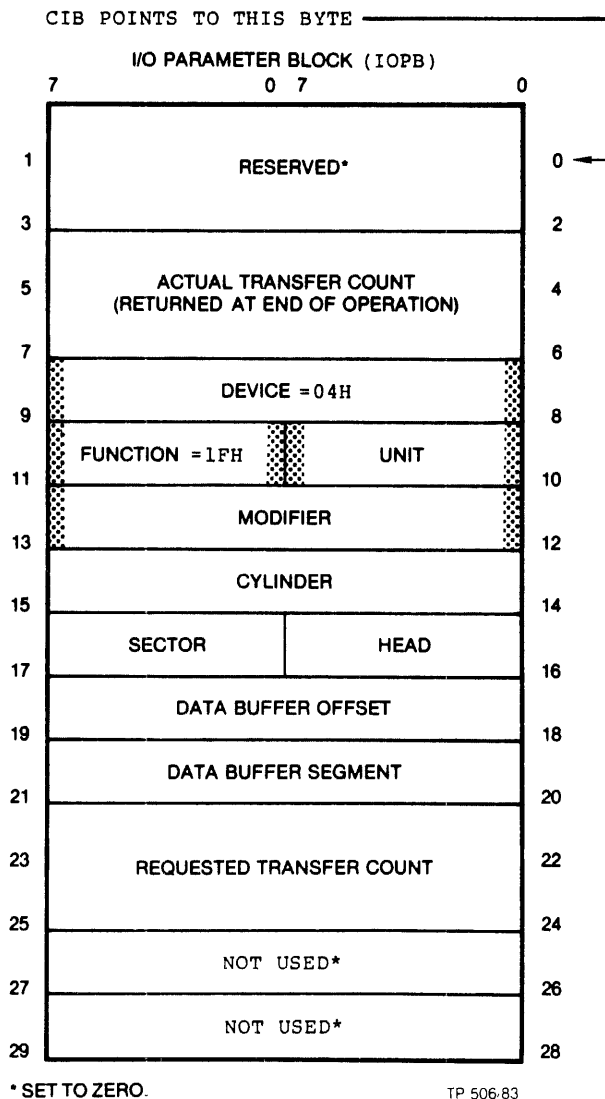 CIB POINTS TO THIS BYTE
I/O PARAMETER BLOCK (IOPB)
7 0 7 0
1 RESERVED* 0
3 2
5 ACTUAL TRANSFER COUNT 4
(RETURNED AT END OF OPERATION)
7 6
DEVICE =04H
9 8
FUNCTION =1FH UNIT
11 10
MODIFIER
13 12
CYLINDER
15 14
SECTOR HEAD
17 16
DATA BUFFER OFFSET
19 18
DATA BUFFER SEGMENT
21 20
23 REQUESTED TRANSFER COUNT 22
25 24
NOT USED*
27 26
NOT USED*
29 28
* SET TO ZERO. TP 506/83